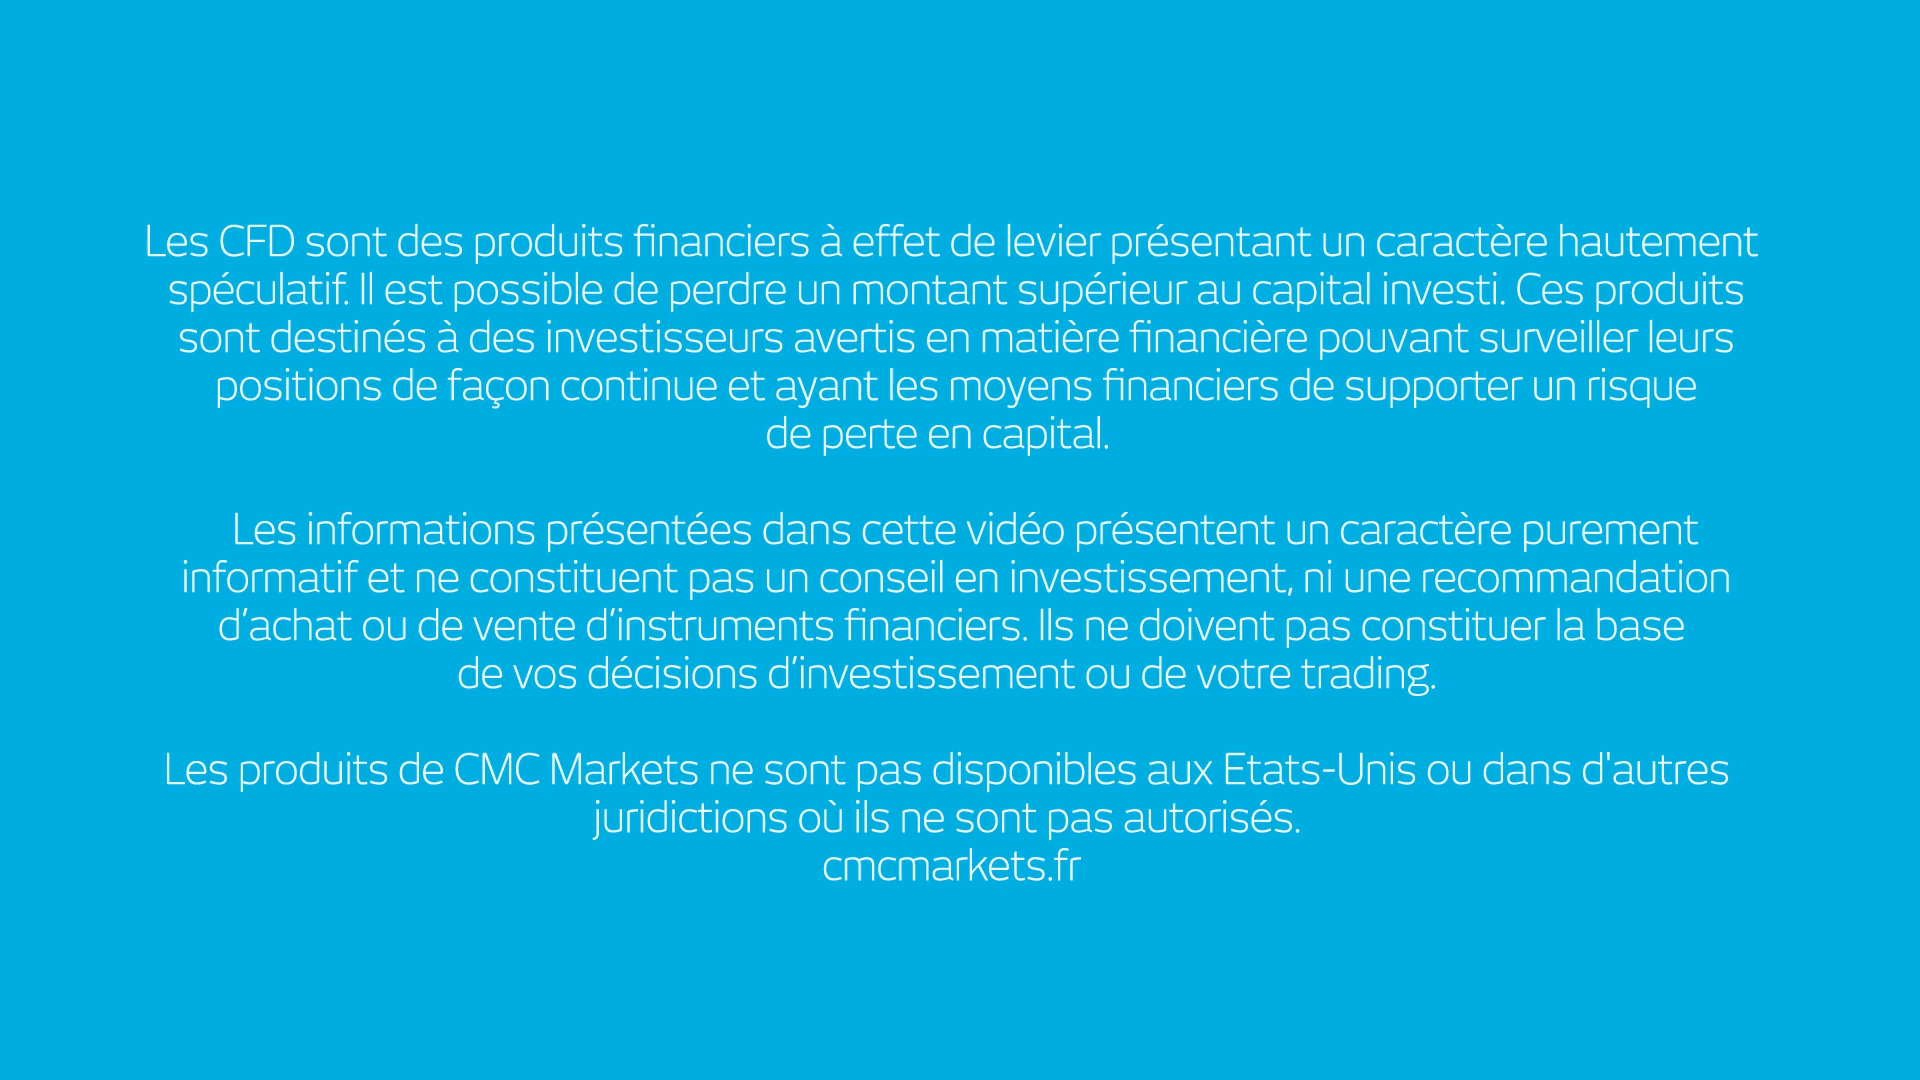 Les CFD sont des produits financiers à effet de levier présentant un caractère hautement
spéculatif. Il est possible de perdre un montant supérieur au capital investi. Ces produits
sont destinés à des investisseurs avertis en matière financière pouvant surveiller leurs
positions de façon continue et ayant les moyens financiers de supporter un risque
de perte en capital.
Les informations présentées dans cette vidéo présentent un caractère purement
informatif et ne constituent pas un conseil en investissement, ni une recommandation
d’achat ou de vente d’instruments financiers. Ils ne doivent pas constituer la base
de vos décisions d’investissement ou de votre trading.
Les produits de CMC Markets ne sont pas disponibles aux Etats-Unis ou dans d'autres
juridictions où ils ne sont pas autorisés.
cmcmarkets.fr